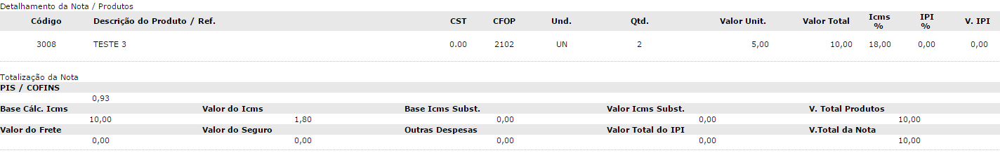 Detalhamento da Nota / Produtos
Código Descrição do Produto / Ref. CST CFOP Und. Qtd. Valor Unit. Valor Total Icms % IPI % V. IPI
3008 TESTE 3 0.00 2102 UN 2 5,00 10,00 18,00 0,00 0,00
Totalização da Nota
PIS / COFINS
0,93
Base Cálc. Icms Valor do Icms Base Icms Subst. Valor Icms Subst. V. Total Produtos
10,00 1,80 0,00 0,00 10,00
Valor do Frete Valor do Seguro Outras Despesas Valor Total do IPI V.Total da Nota
0,00 0,00 0,00 0,00 10,00